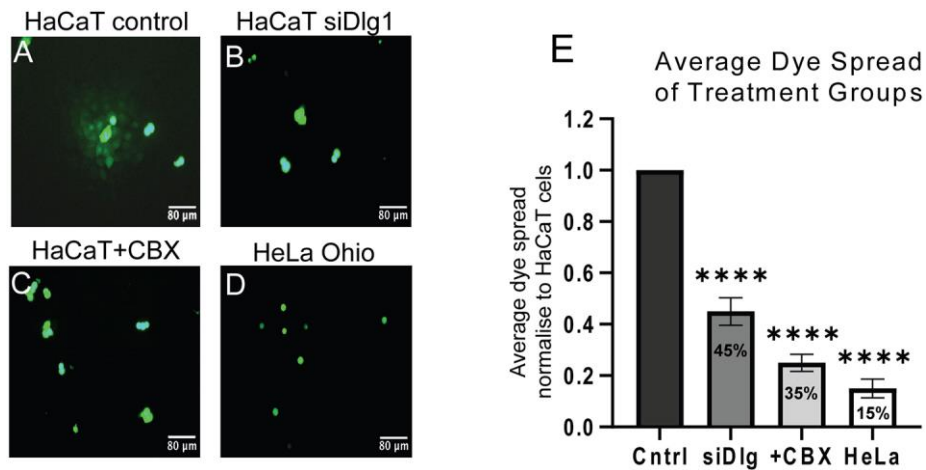 HaCaT control
HaCaT siDlg1
A
B
80 µm
80 µm
HaCaT+CBX
HeLa Ohio
C
D
80 µm
80 µm
E
Average Dye Spread
of Treatment Groups
Average dye spread
normalise to HaCaT cells
1.2
1.0
0.8
0.6
0.4
0.2
0.0
****
****
****
45%
35%
15%
Cntrl siDlg +CBX HeLa